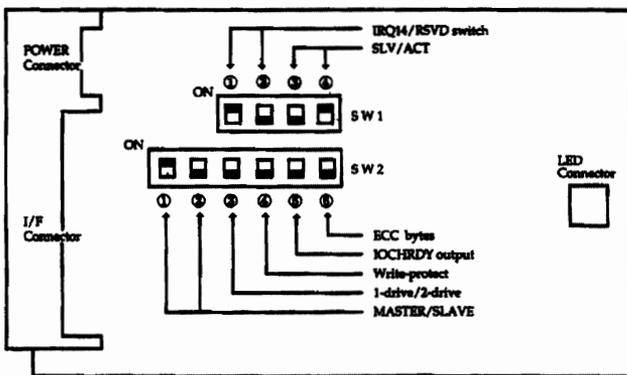 POWER
Connector
IRQ14/RSVD switch
SLV/ACT
① ② ③ ④
ON
SW1
ON
SW2
① ② ③ ④ ⑤ ⑥
LED
Connector
I/F
Connector
ECC bytes
IOCHRDY output
Write-protect
1-drive/2-drive
MASTER/SLAVE